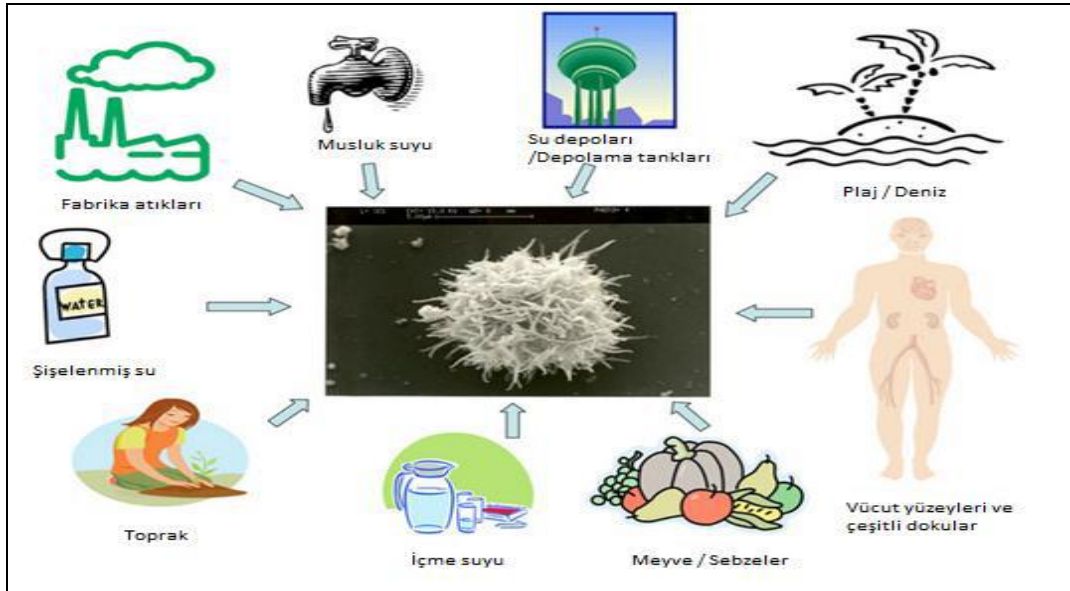 Musluk suyu
Su depoları
/Depolama tankları
Plaj / Deniz
Fabrika atıkları
WATER
Şişelenmiş su
Toprak
İçme suyu
Meyve / Sebzeler
Vücut yüzeyleri ve
çeşitli dokular